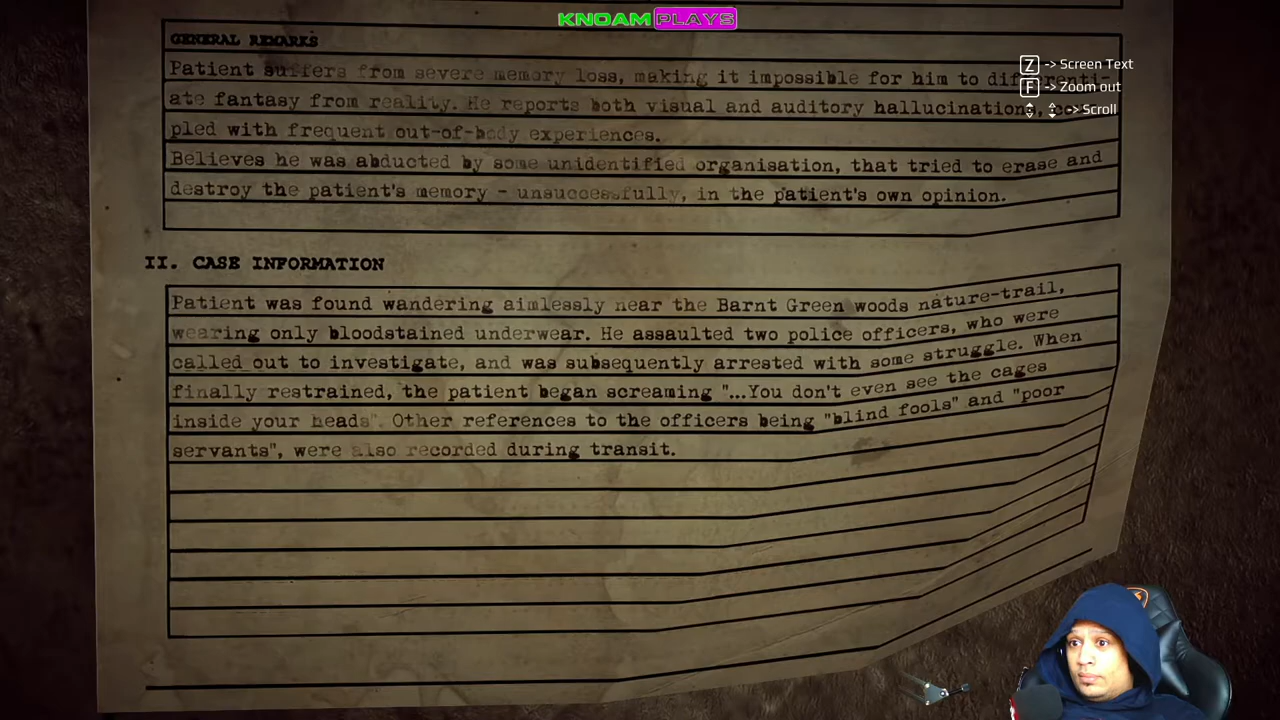 KNOAM PLAYS
GENERAL REMARKS
Patient suffers from severe memory loss, making it impossible for him to differenti-
ate fantasy from reality. He reports both visual and auditory hallucinations, cou-
pled with frequent out-of-body experiences.
Believes he was abducted by some unidentified organisation, that tried to erase and
destroy the patient's memory - unsuccessfully, in the patient's own opinion.
Z -> Screen Text
F -> Zoom out
-> Scroll
II. CASE INFORMATION
Patient was found wandering aimlessly near the Barnt Green woods nature-trail,
wearing only bloodstained underwear. He assaulted two police officers, who were
called out to investigate, and was subsequently arrested with some struggle. When
finally restrained, the patient began screaming "...You don't even see the cages
inside your heads". Other references to the officers being "blind fools" and "poor
servants", were also recorded during transit.